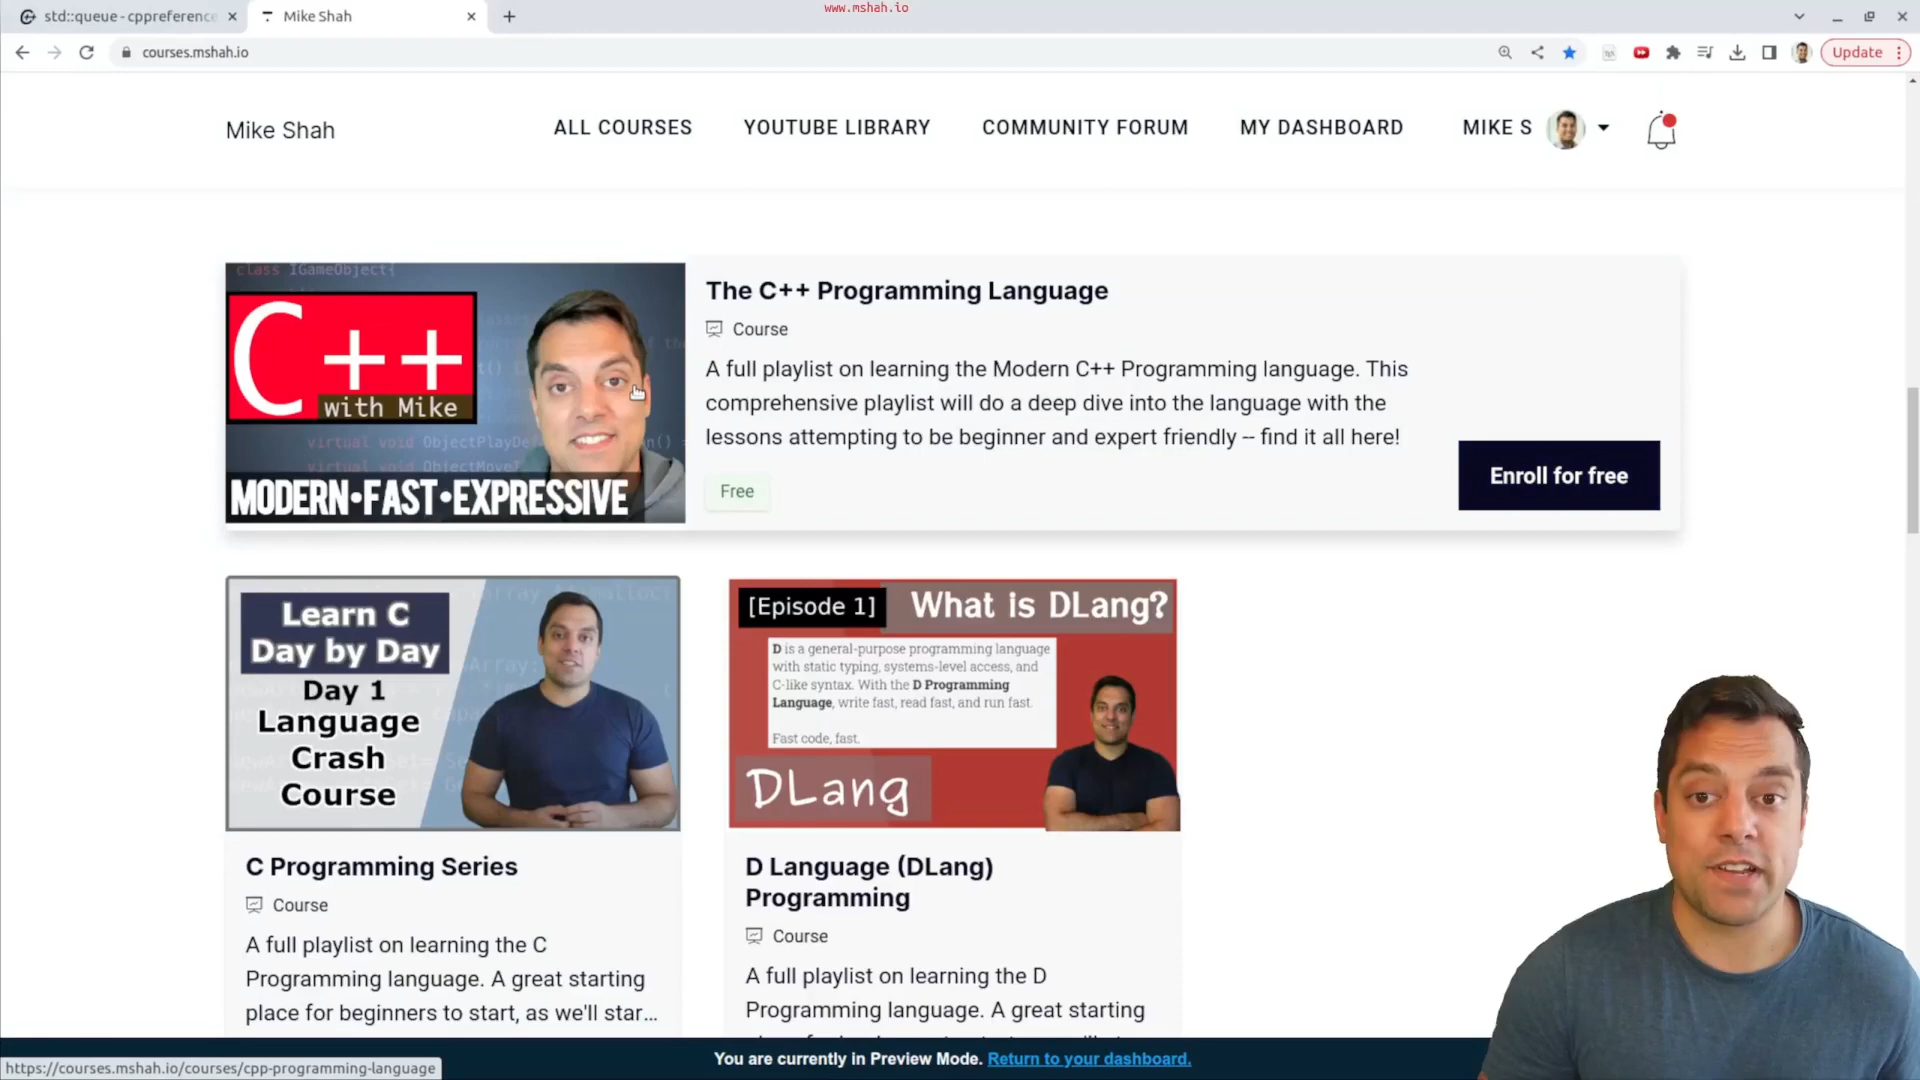 std::queue - cppreference
Mike Shah
www.mshah.io
courses.mshah.io
Update
Mike Shah
ALL COURSES
YOUTUBE LIBRARY
COMMUNITY FORUM
MY DASHBOARD
MIKE S
class IGameObject{
C++
with Mike
virtual void ObjectPlayDe
virtual void ObjectMove
MODERN•FAST•EXPRESSIVE
The C++ Programming Language
Course
A full playlist on learning the Modern C++ Programming language. This
comprehensive playlist will do a deep dive into the language with the
lessons attempting to be beginner and expert friendly -- find it all here!
Free
Enroll for free
Learn C
Day by Day
Day 1
Language
Crash
Course
C Programming Series
Course
A full playlist on learning the C
Programming language. A great starting
place for beginners to start, as we'll star...
[Episode 1]
What is DLang?
D is a general-purpose programming language
with static typing, systems-level access, and
C-like syntax. With the D Programming
Language, write fast, read fast, and run fast.
Fast code, fast.
DLang
D Language (DLang)
Programming
Course
A full playlist on learning the D
Programming language. A great starting
You are currently in Preview Mode. Return to your dashboard.
https://courses.mshah.io/courses/cpp-programming-language